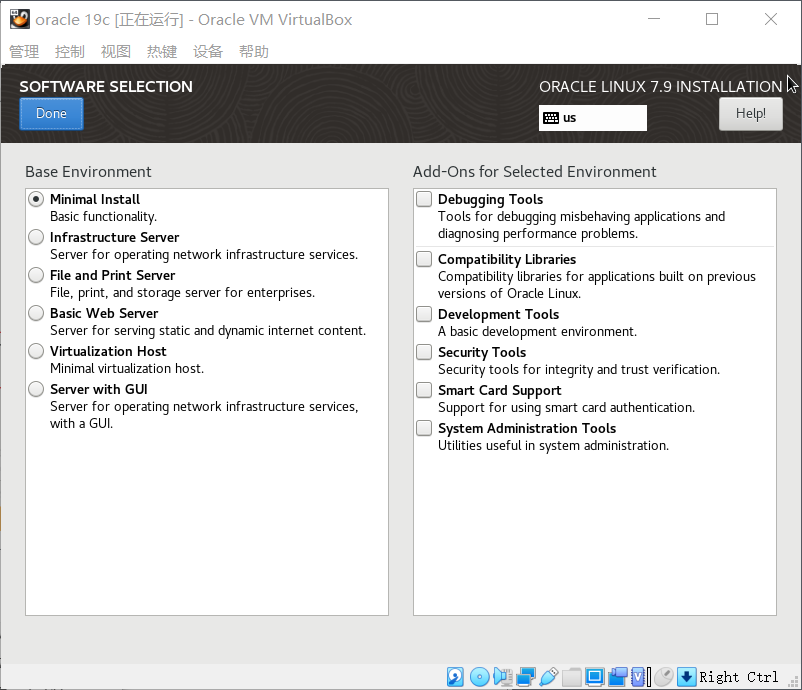 oracle 19c [正在运行] - Oracle VM VirtualBox
管理 控制 视图 热键 设备 帮助
SOFTWARE SELECTION
ORACLE LINUX 7.9 INSTALLATION
Done
us
Help!
Base Environment
Minimal Install
Basic functionality.
Infrastructure Server
Server for operating network infrastructure services.
File and Print Server
File, print, and storage server for enterprises.
Basic Web Server
Server for serving static and dynamic internet content.
Virtualization Host
Minimal virtualization host.
Server with GUI
Server for operating network infrastructure services,
with a GUI.
Add-Ons for Selected Environment
Debugging Tools
Tools for debugging misbehaving applications and
diagnosing performance problems.
Compatibility Libraries
Compatibility libraries for applications built on previous
versions of Oracle Linux.
Development Tools
A basic development environment.
Security Tools
Security tools for integrity and trust verification.
Smart Card Support
Support for using smart card authentication.
System Administration Tools
Utilities useful in system administration.
Right Ctrl